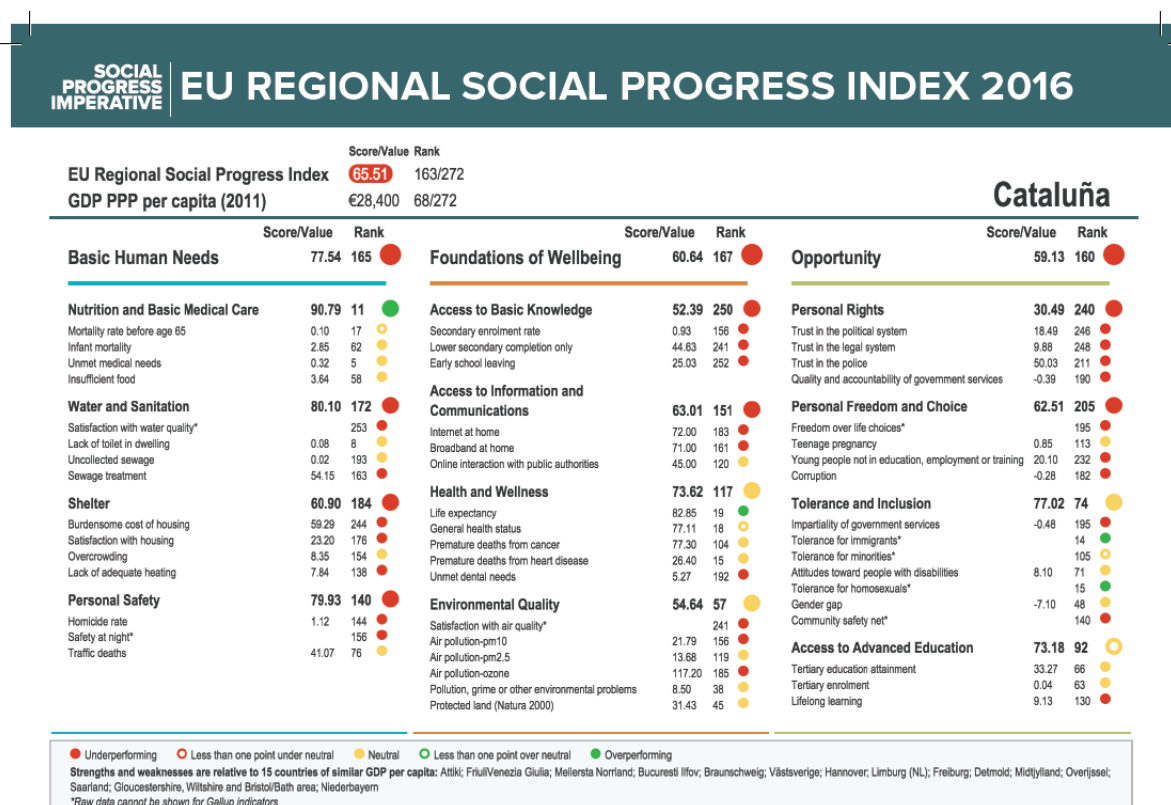 SOCIAL
PROGRESS
IMPERATIVE
EU REGIONAL SOCIAL PROGRESS INDEX 2016
Score/Value Rank
EU Regional Social Progress Index 65.51 163/272
GDP PPP per capita (2011) €28,400 68/272
Cataluña
Score/Value Rank
Basic Human Needs 77.54 165
Nutrition and Basic Medical Care 90.79 11
Mortality rate before age 65 0.10 17
Infant mortality 2.85 62
Unmet medical needs 0.32 5
Insufficient food 3.64 58
Water and Sanitation 80.10 172
Satisfaction with water quality* 253
Lack of toilet in dwelling 0.08 8
Uncollected sewage 0.02 193
Sewage treatment 54.15 163
Shelter 60.90 184
Burdensome cost of housing 59.29 244
Satisfaction with housing 23.20 176
Overcrowding 8.35 154
Lack of adequate heating 7.84 138
Personal Safety 79.93 140
Homicide rate 1.12 144
Safety at night* 156
Traffic deaths 41.07 76
Score/Value Rank
Foundations of Wellbeing 60.64 167
Access to Basic Knowledge 52.39 250
Secondary enrolment rate 0.93 156
Lower secondary completion only 44.63 241
Early school leaving 25.03 252
Access to Information and
Communications 63.01 151
Internet at home 72.00 183
Broadband at home 71.00 161
Online interaction with public authorities 45.00 120
Health and Wellness 73.62 117
Life expectancy 82.85 19
General health status 77.11 18
Premature deaths from cancer 77.30 104
Premature deaths from heart disease 26.40 15
Unmet dental needs 5.27 192
Environmental Quality 54.64 57
Satisfaction with air quality* 241
Air pollution-pm10 21.79 156
Air pollution-pm2.5 13.68 119
Air pollution-ozone 117.20 185
Pollution, grime or other environmental problems 8.50 38
Protected land (Natura 2000) 31.43 45
Score/Value Rank
Opportunity 59.13 160
Personal Rights 30.49 240
Trust in the political system 18.49 246
Trust in the legal system 9.88 248
Trust in the police 50.03 211
Quality and accountability of government services -0.39 190
Personal Freedom and Choice 62.51 205
Freedom over life choices* 195
Teenage pregnancy 0.85 113
Young people not in education, employment or training 20.10 232
Corruption -0.28 182
Tolerance and Inclusion 77.02 74
Impartiality of government services -0.48 195
Tolerance for immigrants* 14
Tolerance for minorities* 105
Attitudes toward people with disabilities 8.10 71
Tolerance for homosexuals* 15
Gender gap -7.10 48
Community safety net* 140
Access to Advanced Education 73.18 92
Tertiary education attainment 33.27 66
Tertiary enrolment 0.04 63
Lifelong learning 9.13 130
Underperforming Less than one point under neutral Neutral Less than one point over neutral Overperforming
Strengths and weaknesses are relative to 15 countries of similar GDP per capita: Attiki; FriuliVenezia Giulia; Mellersta Norrland; Bucuresti Ilfov; Braunschweig; Västsverige; Hannover; Limburg (NL); Freiburg; Detmold; Midtjylland; Overijssel;
Saarland; Gloucestershire, Wiltshire and Bristol/Bath area; Niederbayern
*Raw data cannot be shown for Gallup indicators